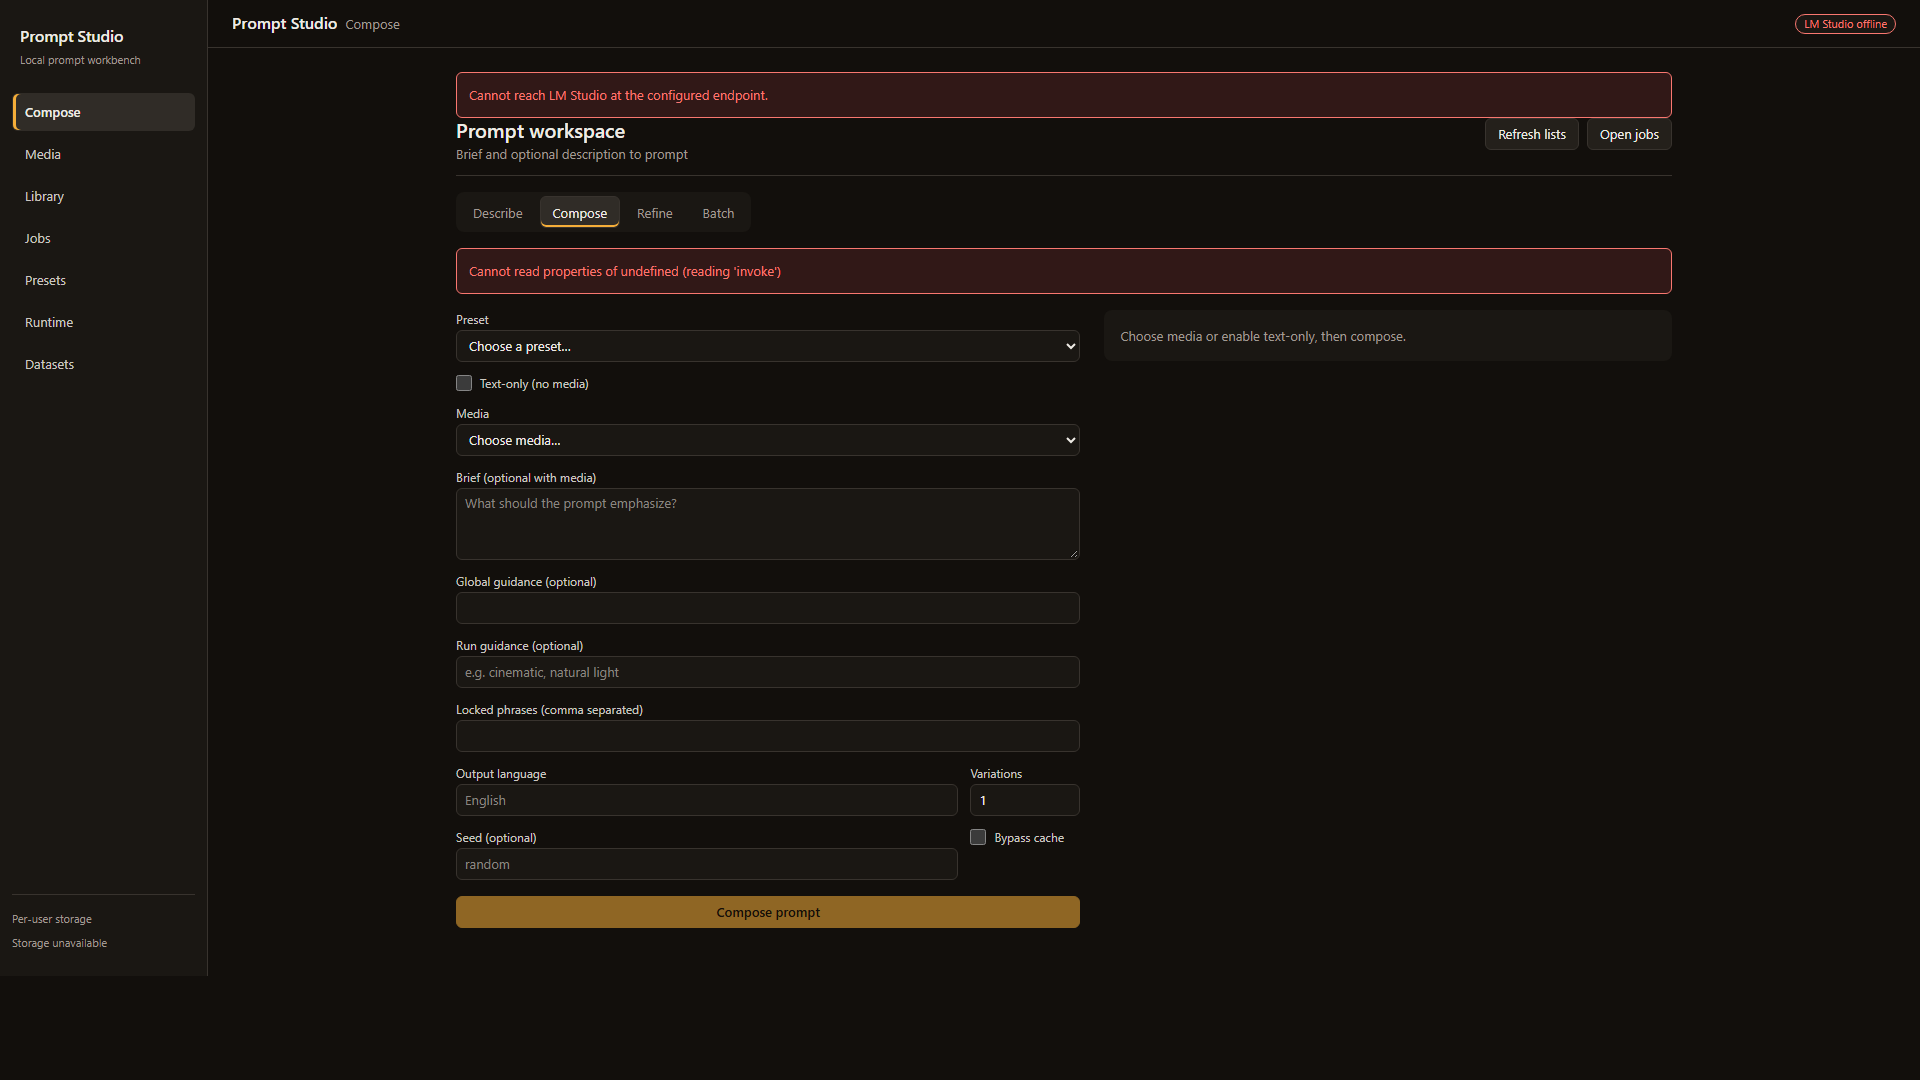 Prompt Studio
Local prompt workbench
Compose
Media
Library
Jobs
Presets
Runtime
Datasets
Per-user storage
Storage unavailable
Prompt Studio Compose
LM Studio offline
Cannot reach LM Studio at the configured endpoint.
Prompt workspace
Brief and optional description to prompt
Refresh lists
Open jobs
Describe
Compose
Refine
Batch
Cannot read properties of undefined (reading 'invoke')
Preset
Choose a preset...
Text-only (no media)
Media
Choose media...
Brief (optional with media)
What should the prompt emphasize?
Global guidance (optional)
Run guidance (optional)
e.g. cinematic, natural light
Locked phrases (comma separated)
Output language
English
Variations
1
Seed (optional)
random
Bypass cache
Compose prompt
Choose media or enable text-only, then compose.